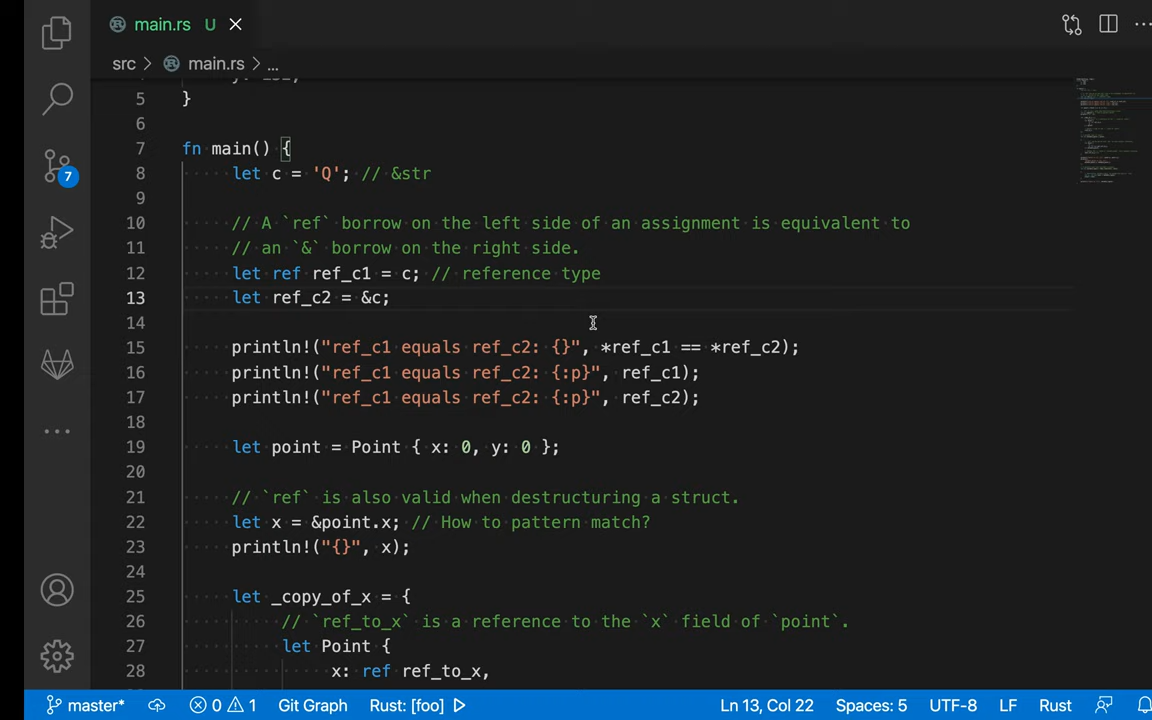 main.rs U
src > main.rs > ...
5 }
6
7 fn main() {
8 let c = 'Q'; // &str
9
10 // A `ref` borrow on the left side of an assignment is equivalent to
11 // an `&` borrow on the right side.
12 let ref ref_c1 = c; // reference type
13 let ref_c2 = &c;
14
15 println!("ref_c1 equals ref_c2: {}", *ref_c1 == *ref_c2);
16 println!("ref_c1 equals ref_c2: {:p}", ref_c1);
17 println!("ref_c1 equals ref_c2: {:p}", ref_c2);
18
19 let point = Point { x: 0, y: 0 };
20
21 // `ref` is also valid when destructuring a struct.
22 let x = &point.x; // How to pattern match?
23 println!("{}", x);
24
25 let _copy_of_x = {
26 // `ref_to_x` is a reference to the `x` field of `point`.
27 let Point {
28 x: ref ref_to_x,
7
master* 0 1 Git Graph Rust: [foo] Ln 13, Col 22 Spaces: 5 UTF-8 LF Rust